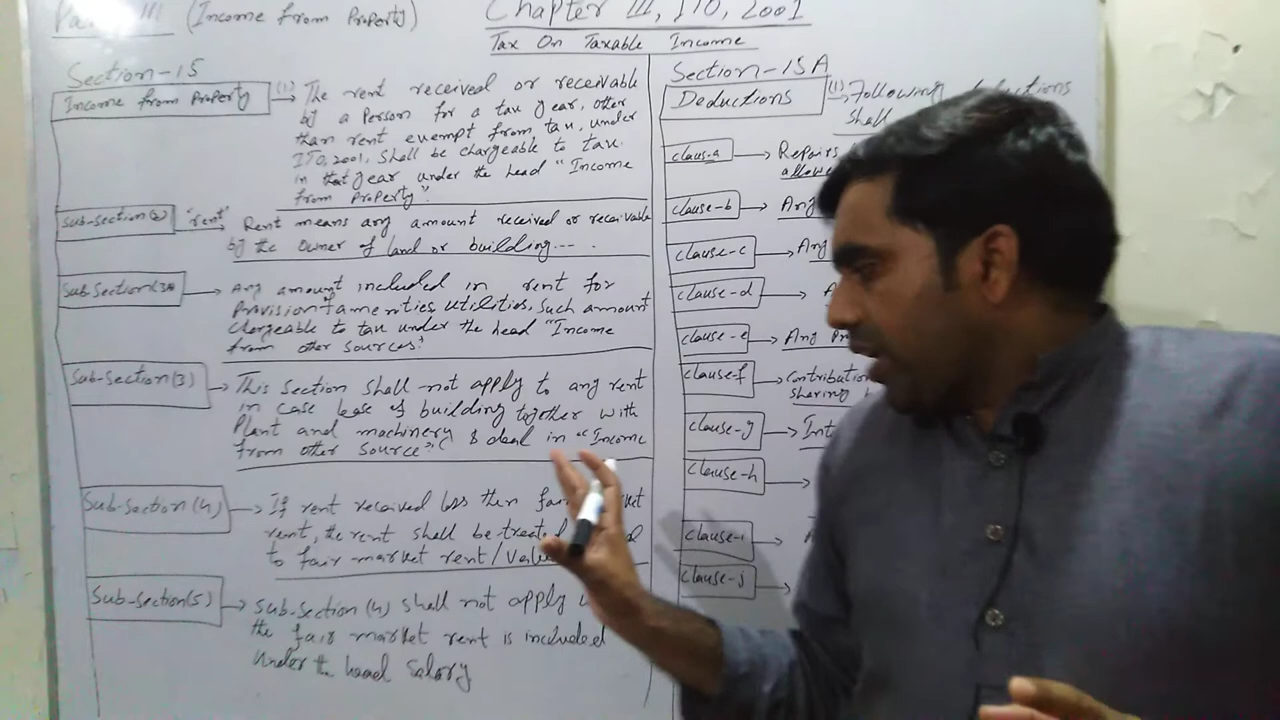 Part III (Income from Property)
Chapter III, ITO, 2001
Tax On Taxable Income
Section-15
Income from Property (1) The rent received or receivable
by a Person for a tax year, other
than rent exempt from tax, under
ITO, 2001, shall be chargeable to tax
in that year under the head "Income
from Property".
Sub-section(2) "rent" Rent means any amount received or receivable
by the owner of land or building--- .
Sub-Section(3A Any amount included in rent for
Provision of amenities, utilities, such amount
chargeable to tax under the head "Income
from other sources".
Sub-Section(3) This section shall not apply to any rent
in case lease of building together with
Plant and machinery & deal in "Income
from other source".
Sub-Section(4) If rent received less then
rent, the rent shall be
to fair market rent/
Sub-Section(5) Sub-section (4) shall not apply
the fair market rent is included
under the head Salary
Section-15A
Deductions (1) Following
shall
clause-a Repairs
clause-b Any
clause-c Any
clause-d
clause-e Any
clause-f Contribution
sharing
clause-g
clause-h
clause-i
clause-j